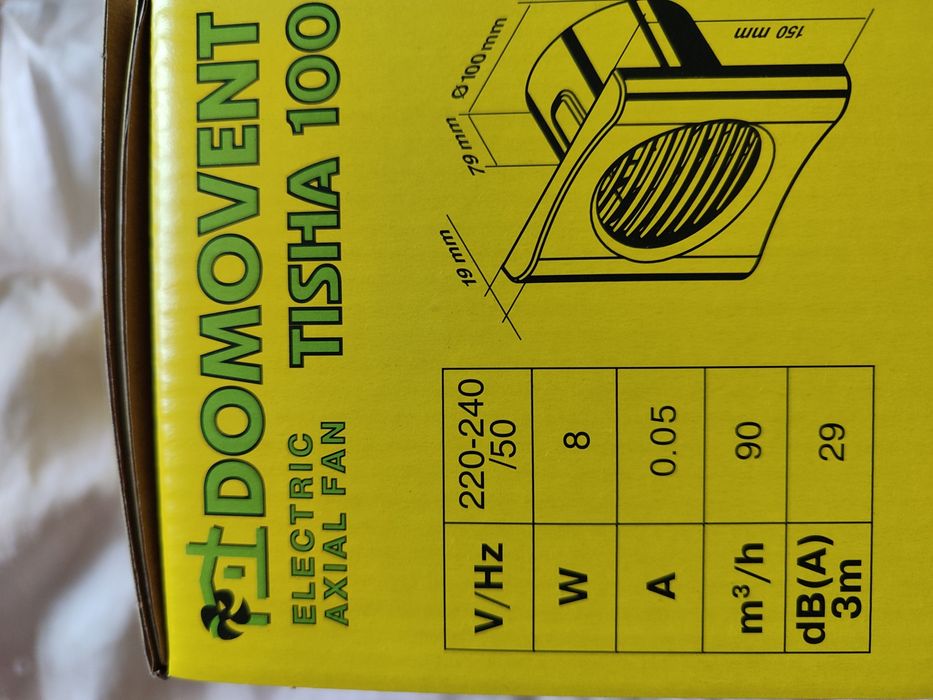 DOMOVENT
ELECTRIC
AXIAL FAN
TISHA 100
V/Hz
220-240
/50
W
8
A
0.05
m³/h
90
dB(A)
3m
29
19 mm
79 mm
Ø100 mm
150 mm